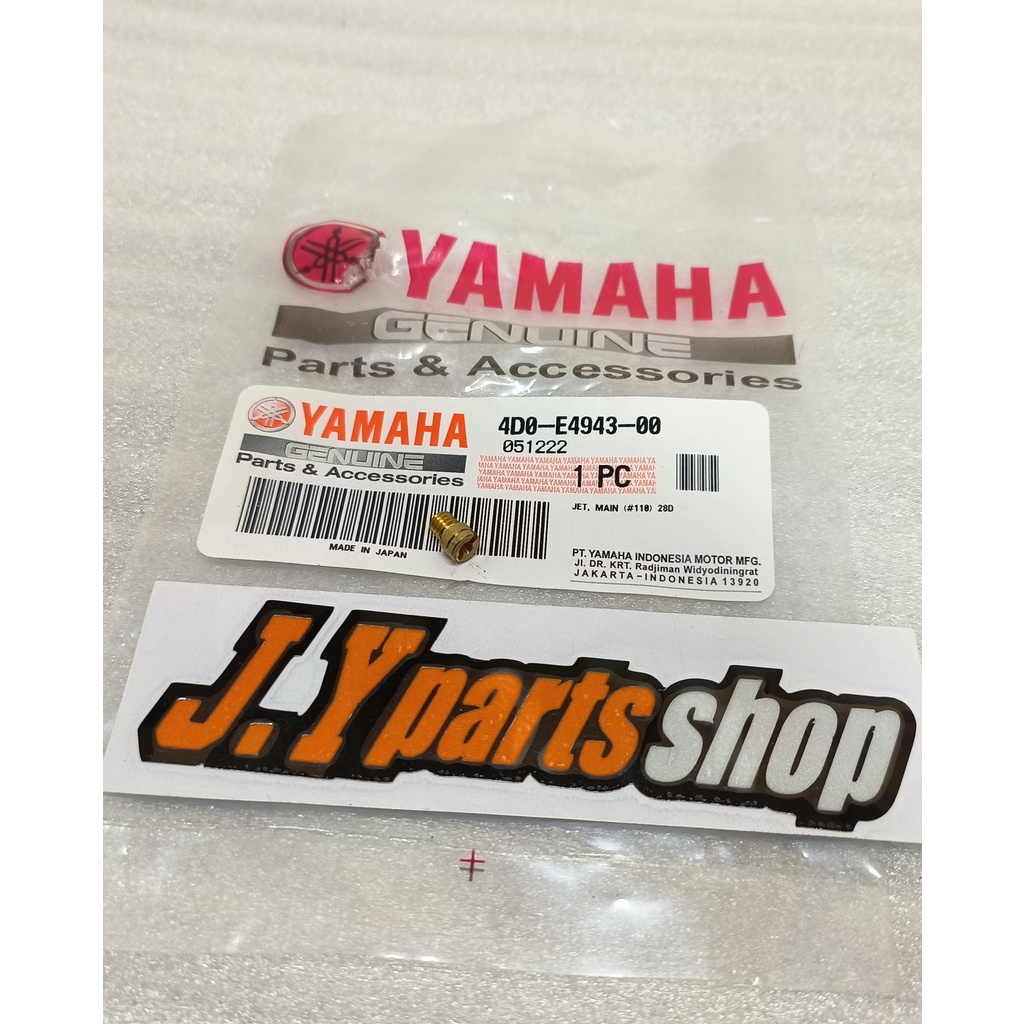 YAMAHA
GENUINE
Parts & Accessories
YAMAHA
GENUINE
Parts & Accessories
4D0-E4943-00
051222
1 PC
JET, MAIN (#110) 28D
MADE IN JAPAN
PT. YAMAHA INDONESIA MOTOR MFG.
Jl. DR. KRT. Radjiman Widyodiningrat
JAKARTA-INDONESIA 13920
J.Y parts shop